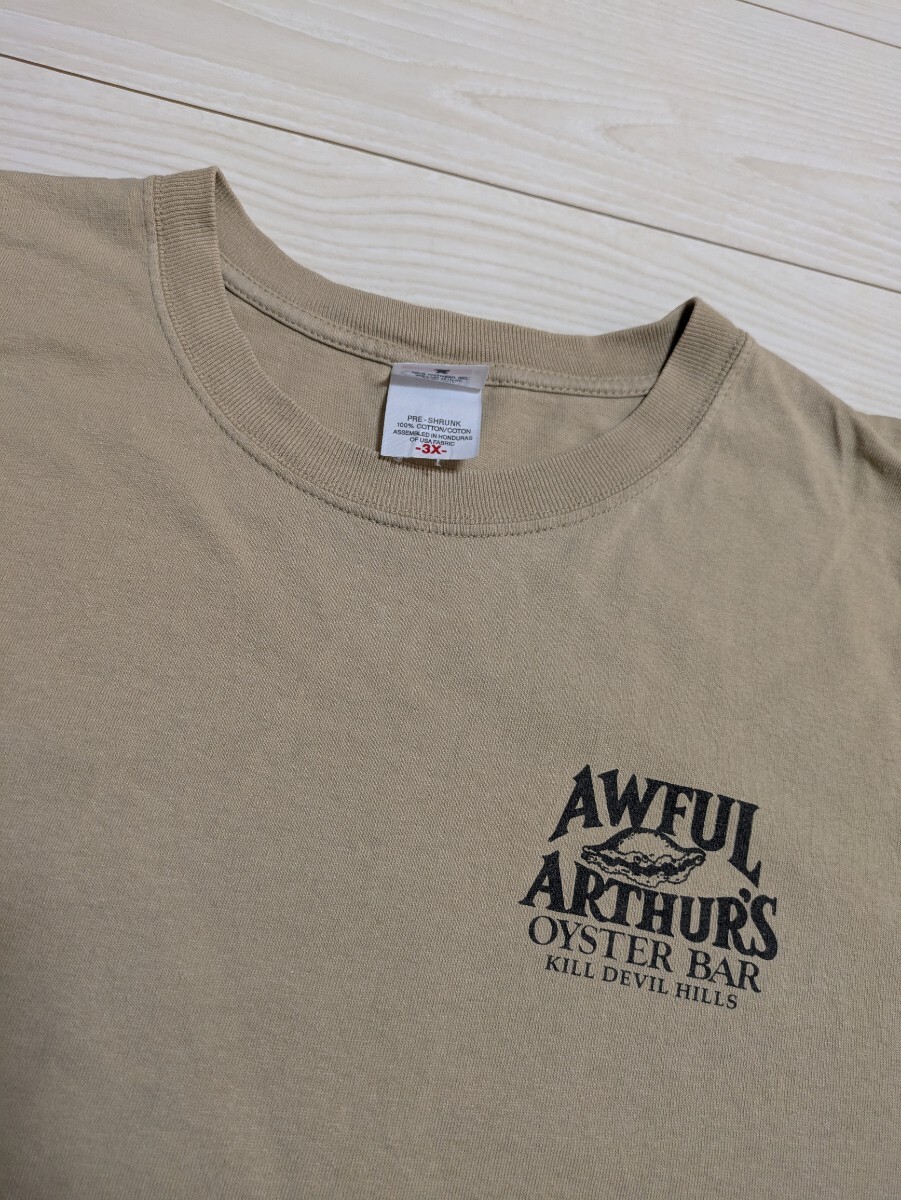 PRE-SHRUNK
100% COTTON/COTON
ASSEMBLED IN HONDURAS
OF USA FABRIC
-3X-
AWFUL
ARTHUR'S
OYSTER BAR
KILL DEVIL HILLS